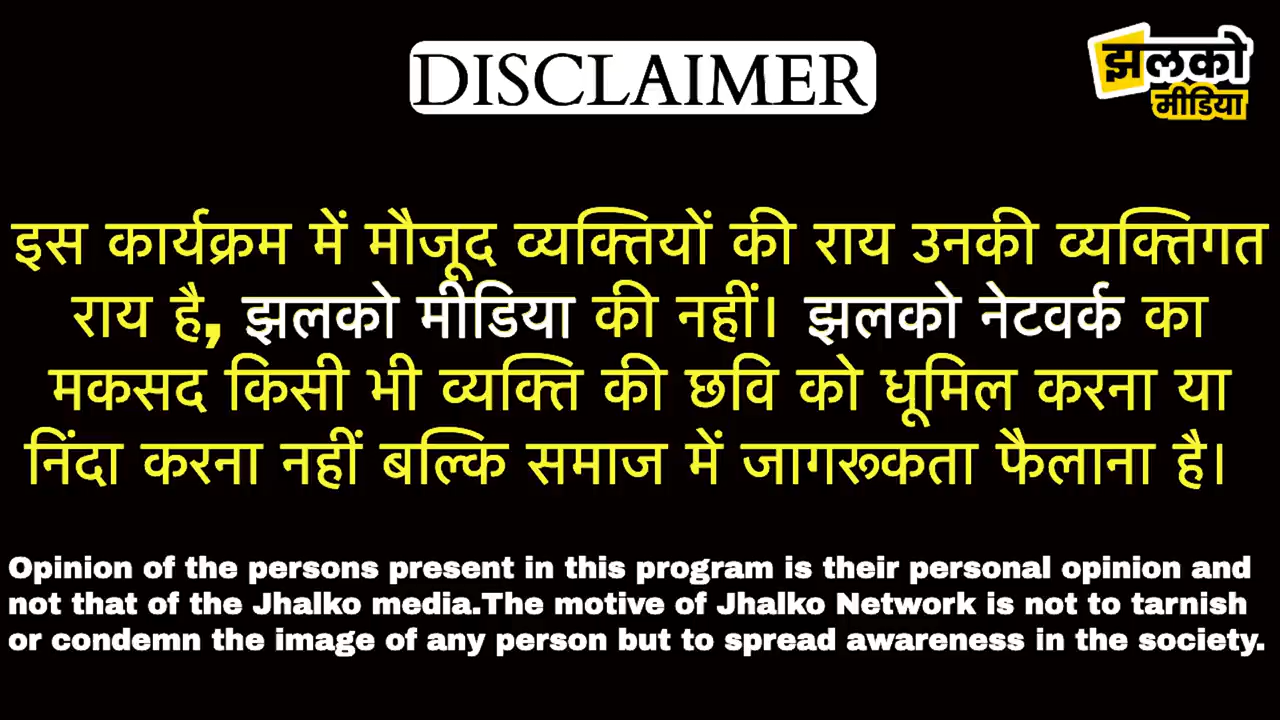 DISCLAIMER
झलको
मीडिया
इस कार्यक्रम में मौजूद व्यक्तियों की राय उनकी व्यक्तिगत
राय है, झलको मीडिया की नहीं। झलको नेटवर्क का
मकसद किसी भी व्यक्ति की छवि को धूमिल करना या
निंदा करना नहीं बल्कि समाज में जागरूकता फैलाना है।
Opinion of the persons present in this program is their personal opinion and
not that of the Jhalko media.The motive of Jhalko Network is not to tarnish
or condemn the image of any person but to spread awareness in the society.